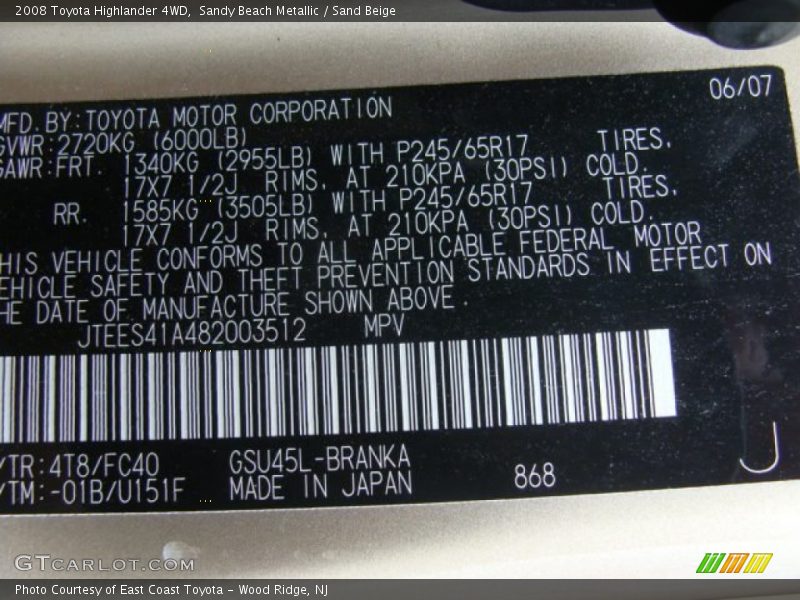 2008 Toyota Highlander 4WD,  Sandy Beach Metallic / Sand Beige
06/07
MFD. BY: TOYOTA MOTOR CORPORATION
GVWR: 2720KG (6000LB)
GAWR: FRT. 1340KG (2955LB) WITH P245/65R17 TIRES,
17X7 1/2J RIMS, AT 210KPA (30PSI) COLD.
RR. 1585KG (3505LB) WITH P245/65R17 TIRES,
17X7 1/2J RIMS, AT 210KPA (30PSI) COLD.
HIS VEHICLE CONFORMS TO ALL APPLICABLE FEDERAL MOTOR
EHICLE SAFETY AND THEFT PREVENTION STANDARDS IN EFFECT ON
HE DATE OF MANUFACTURE SHOWN ABOVE.
JTEES41A482003512 MPV
/TR: 4T8/FC40 GSU45L-BRANKA
/TM: -01B/U151F MADE IN JAPAN 868
J
GTCARLOT.COM
Photo Courtesy of East Coast Toyota – Wood Ridge, NJ